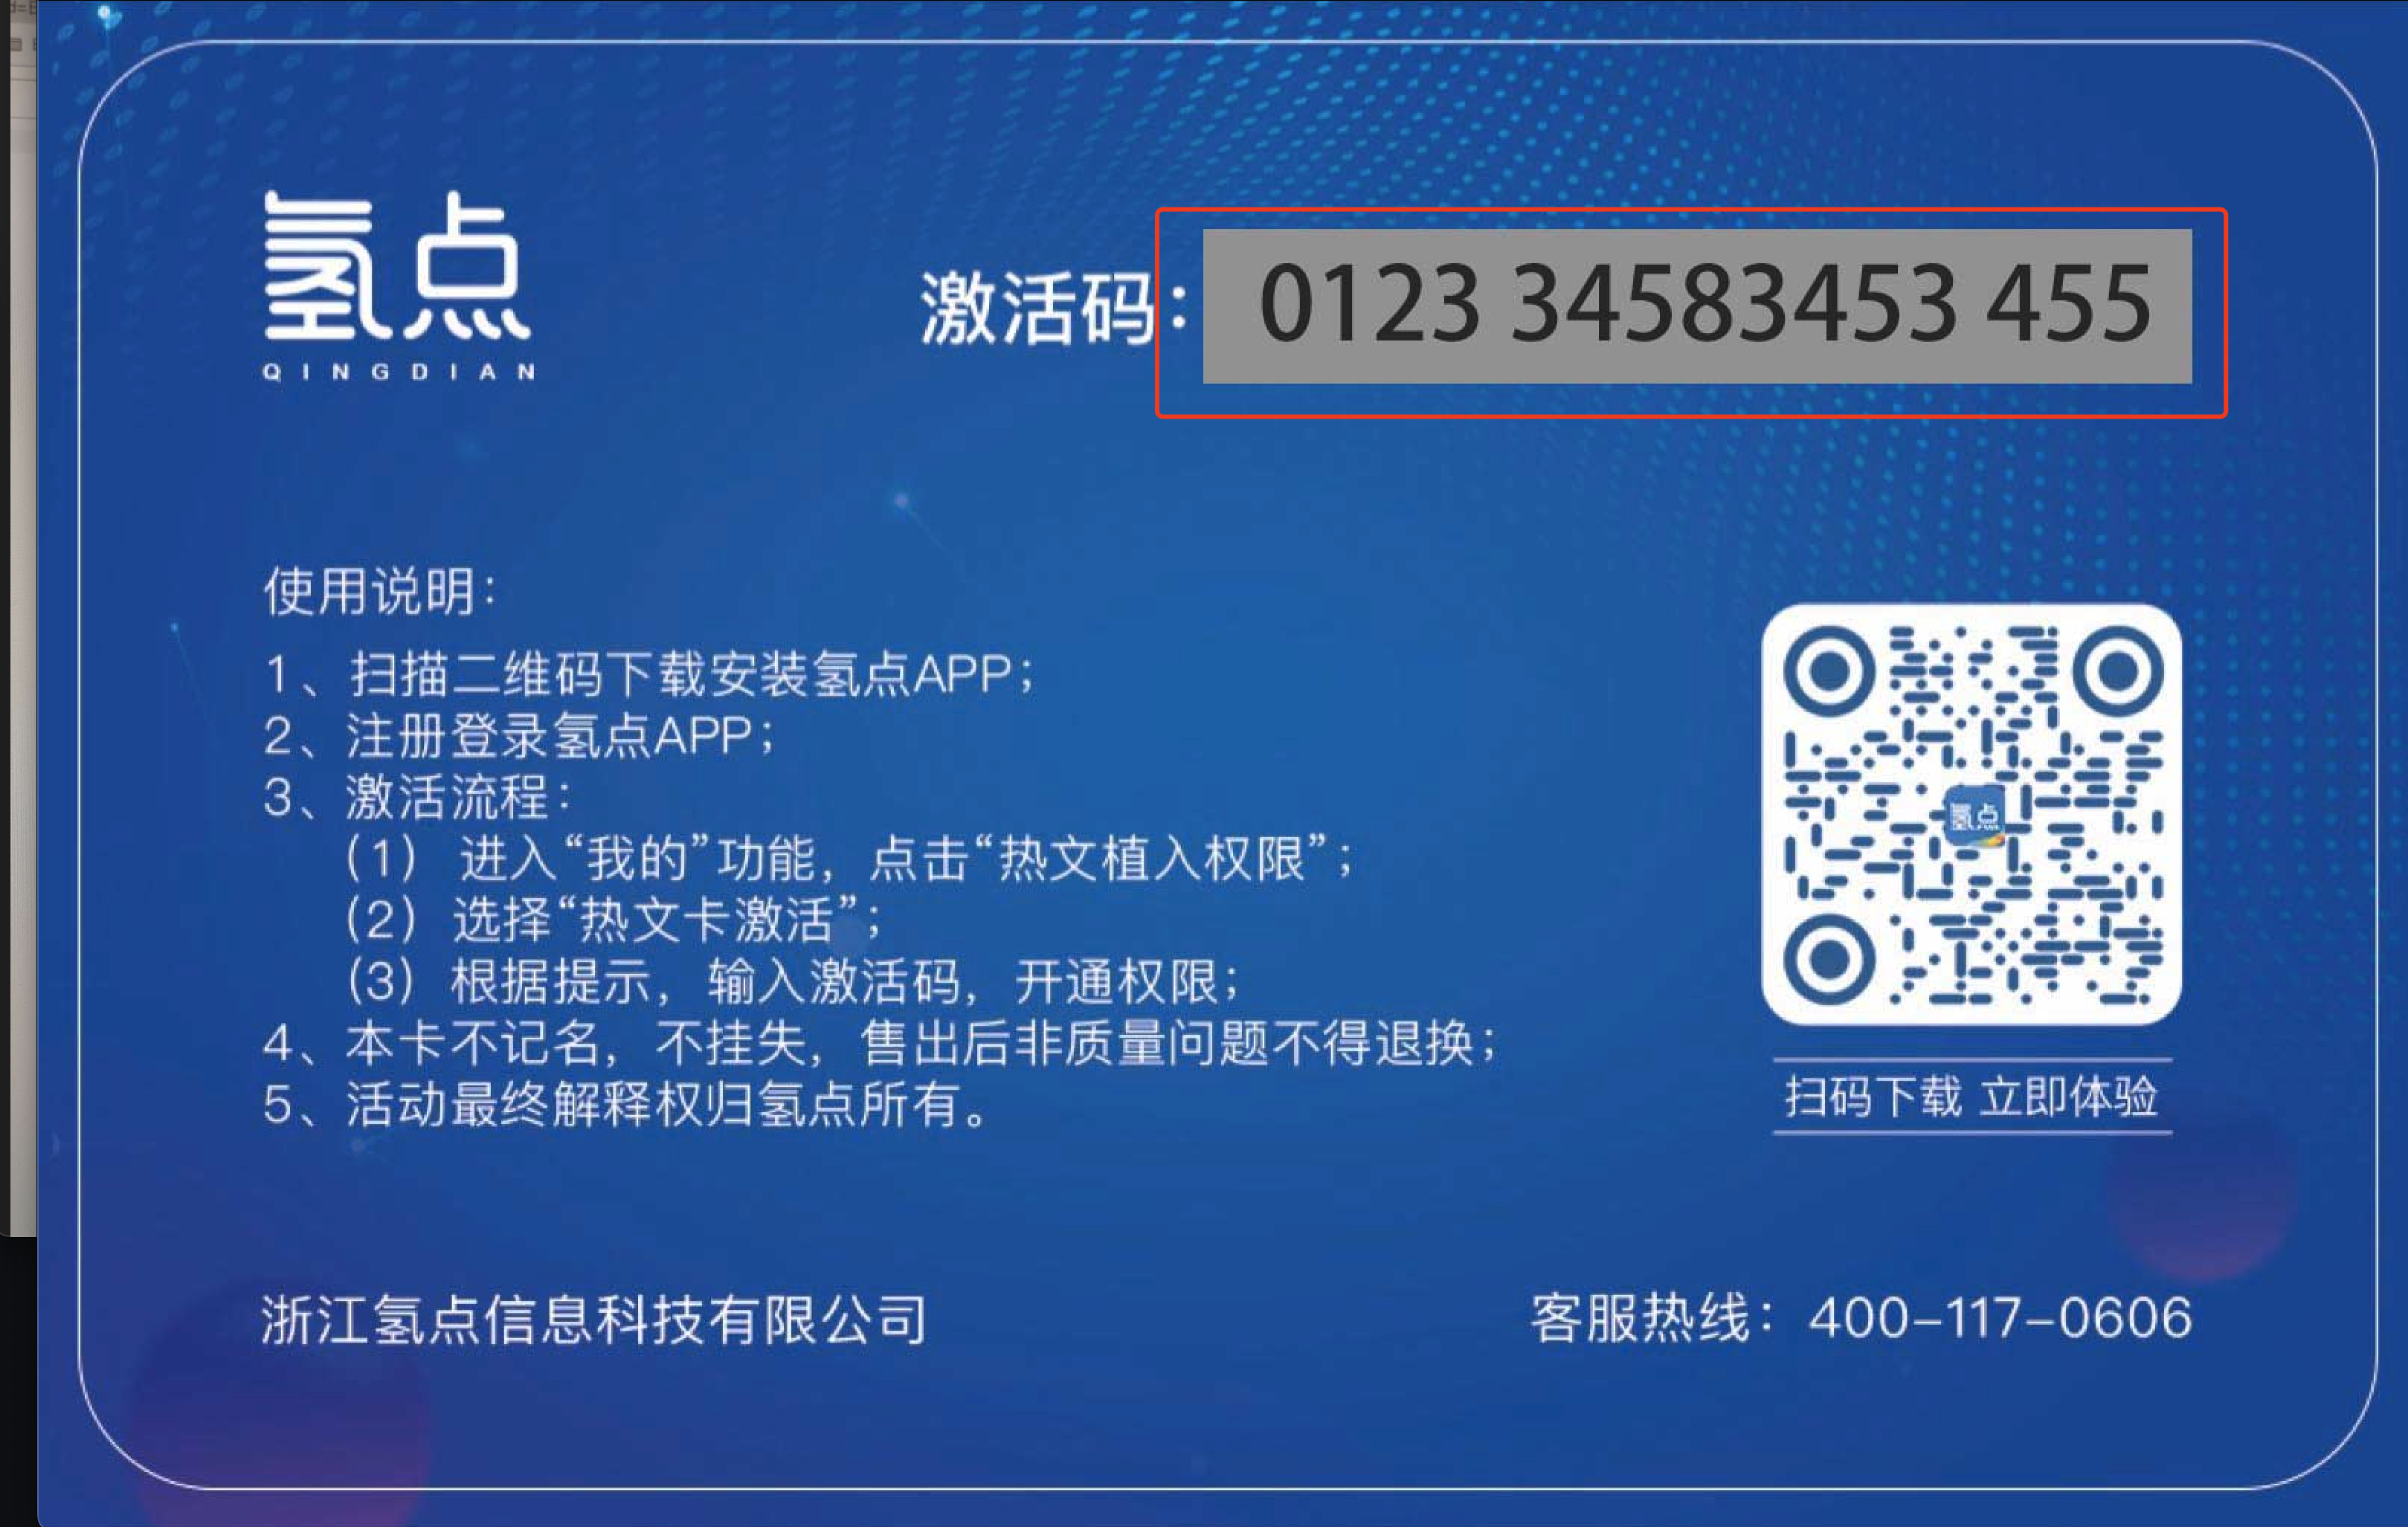 氢点
QINGDIAN
激活码：0123 34583453 455
使用说明：
1、扫描二维码下载安装氢点APP；
2、注册登录氢点APP；
3、激活流程：
（1） 进入“我的”功能，点击“热文植入权限”；
（2）选择“热文卡激活”；
（3）根据提示，输入激活码，开通权限；
4、本卡不记名，不挂失，售出后非质量问题不得退换；
5、活动最终解释权归氢点所有。
氢点
扫码下载 立即体验
浙江氢点信息科技有限公司
客服热线：400-117-0606